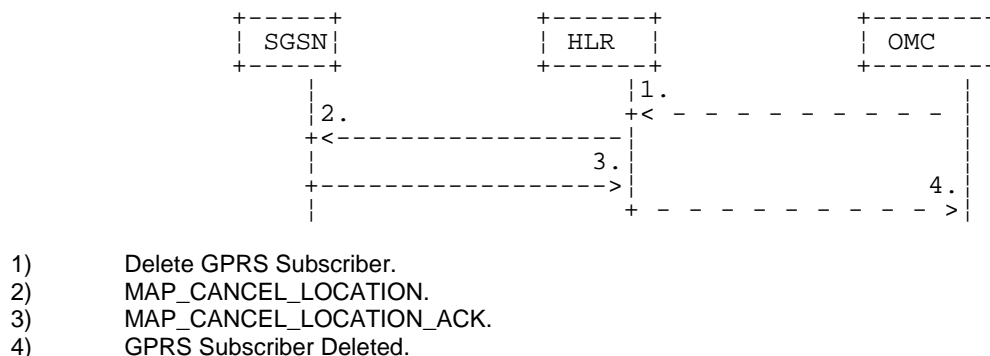 SGSN HLR OMC
1.
2.
3.
4.
1) Delete GPRS Subscriber.
2) MAP_CANCEL_LOCATION.
3) MAP_CANCEL_LOCATION_ACK.
4) GPRS Subscriber Deleted.